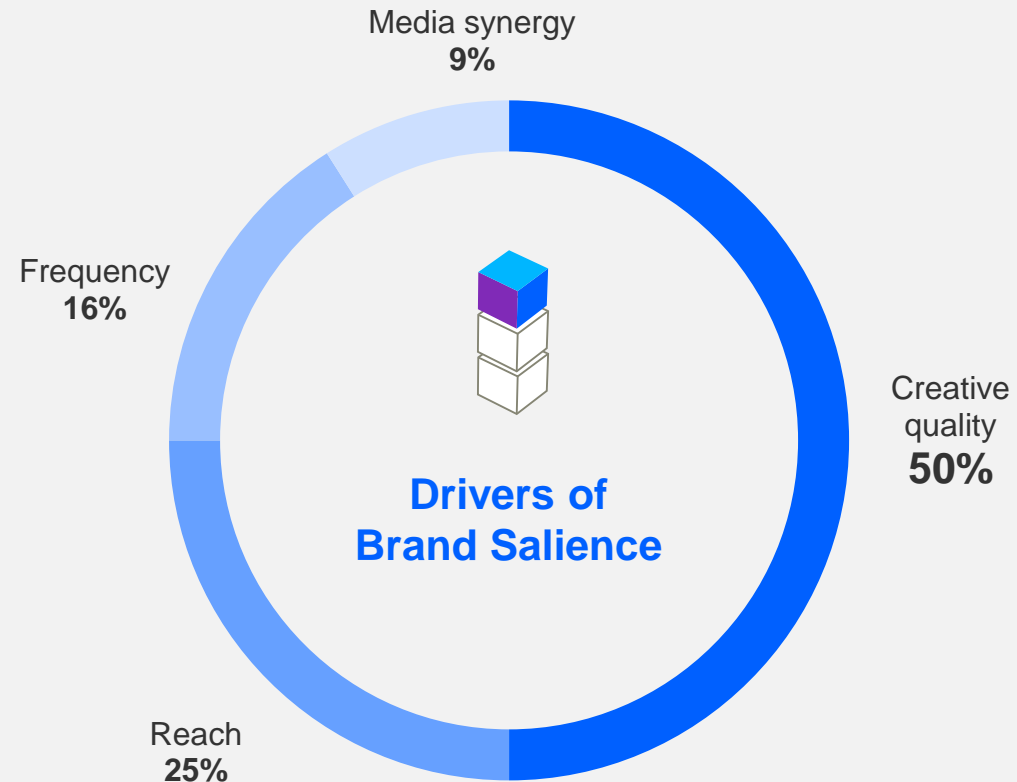 Media synergy
9%
Frequency
16%
Creative
quality
50%
Drivers of
Brand Salience
Reach
25%